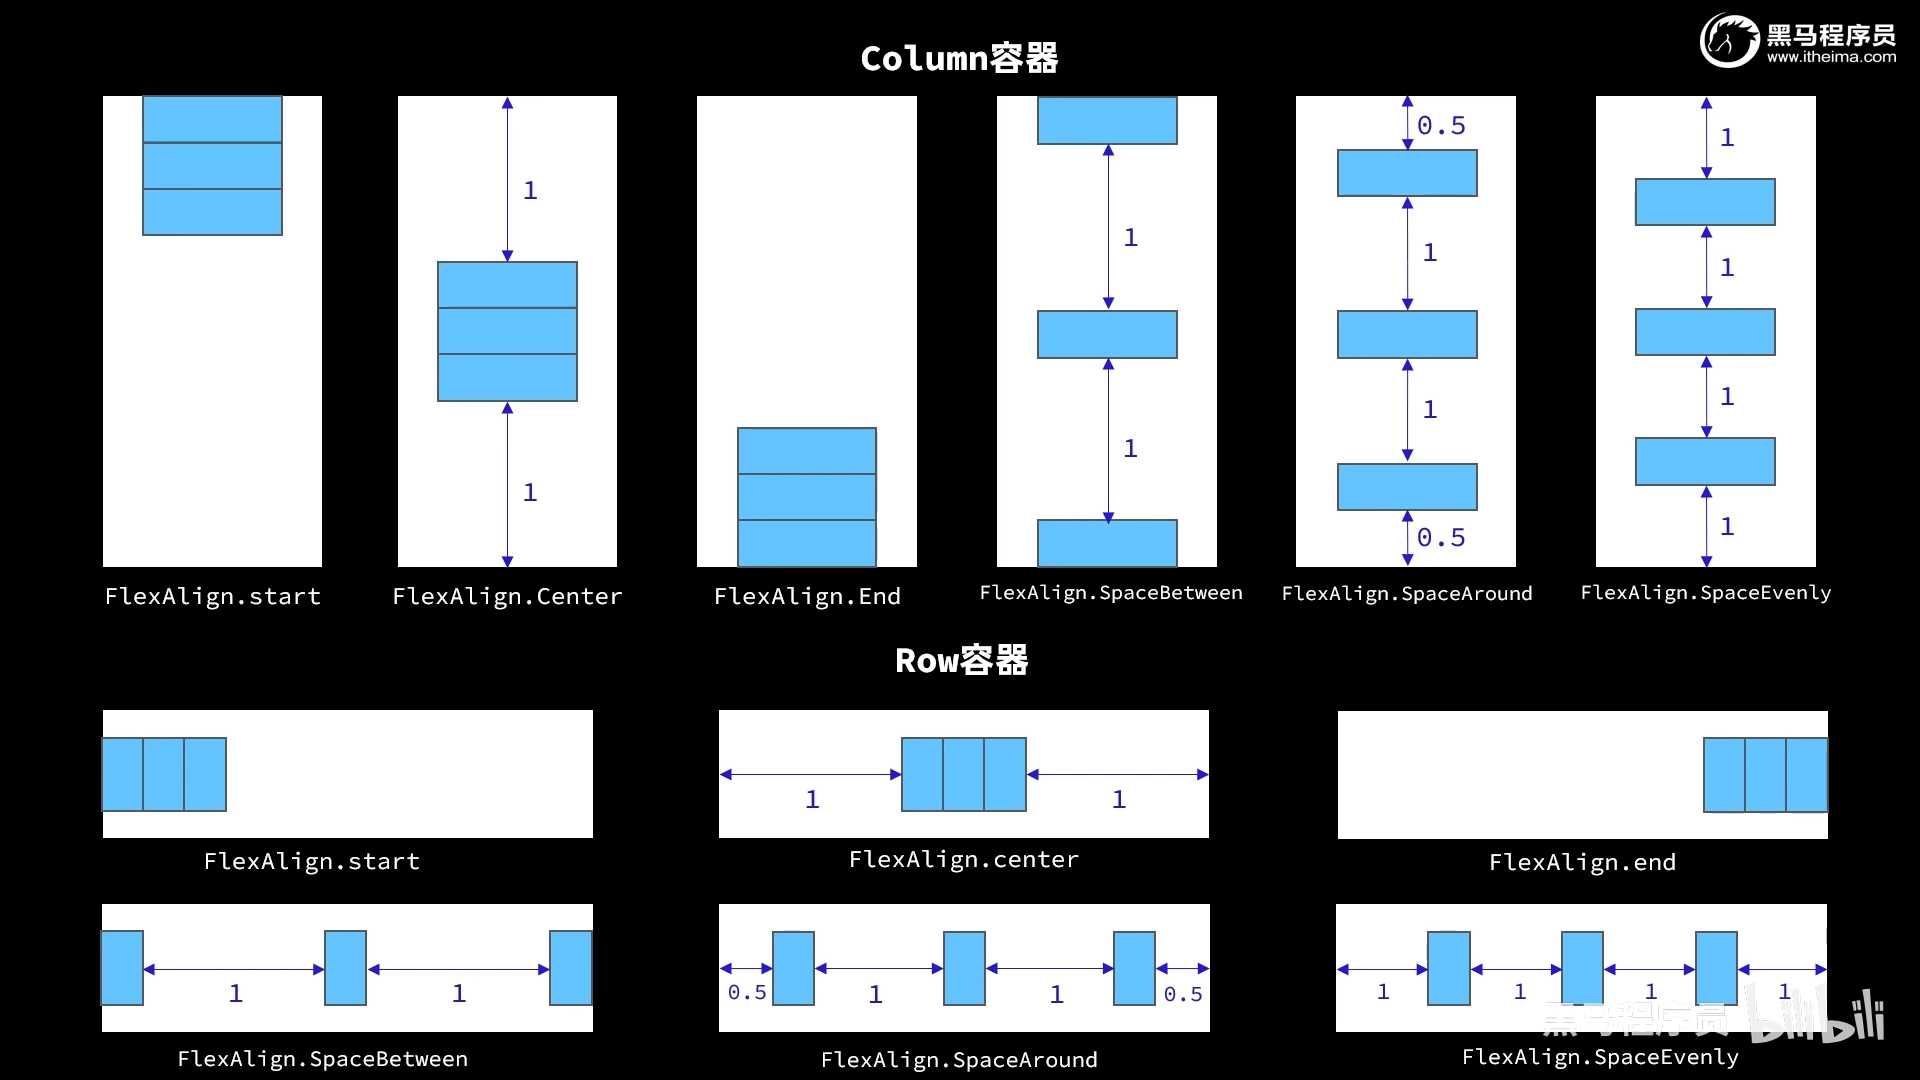 黑马程序员
www.itheima.com
Column容器
1
1
1
1
0.5
1
1
0.5
1
1
1
1
FlexAlign.start
FlexAlign.Center
FlexAlign.End
FlexAlign.SpaceBetween
FlexAlign.SpaceAround
FlexAlign.SpaceEvenly
Row容器
1
1
FlexAlign.start
FlexAlign.center
FlexAlign.end
1
1
0.5
1
1
0.5
1
1
1
1
黑马程序员
bilibili
FlexAlign.SpaceBetween
FlexAlign.SpaceAround
FlexAlign.SpaceEvenly